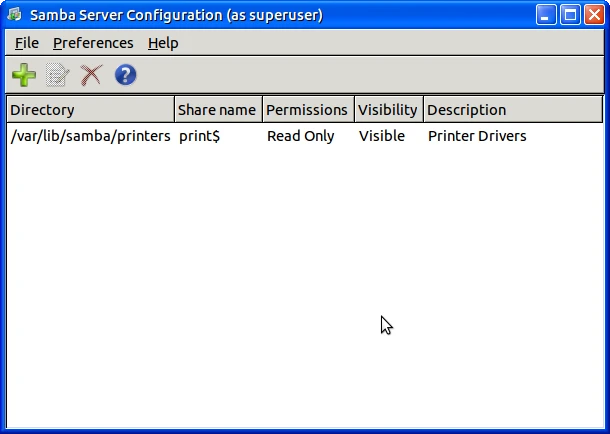 Samba Server Configuration (as superuser)
File Preferences Help
Directory Share name Permissions Visibility Description
/var/lib/samba/printers print$ Read Only Visible Printer Drivers